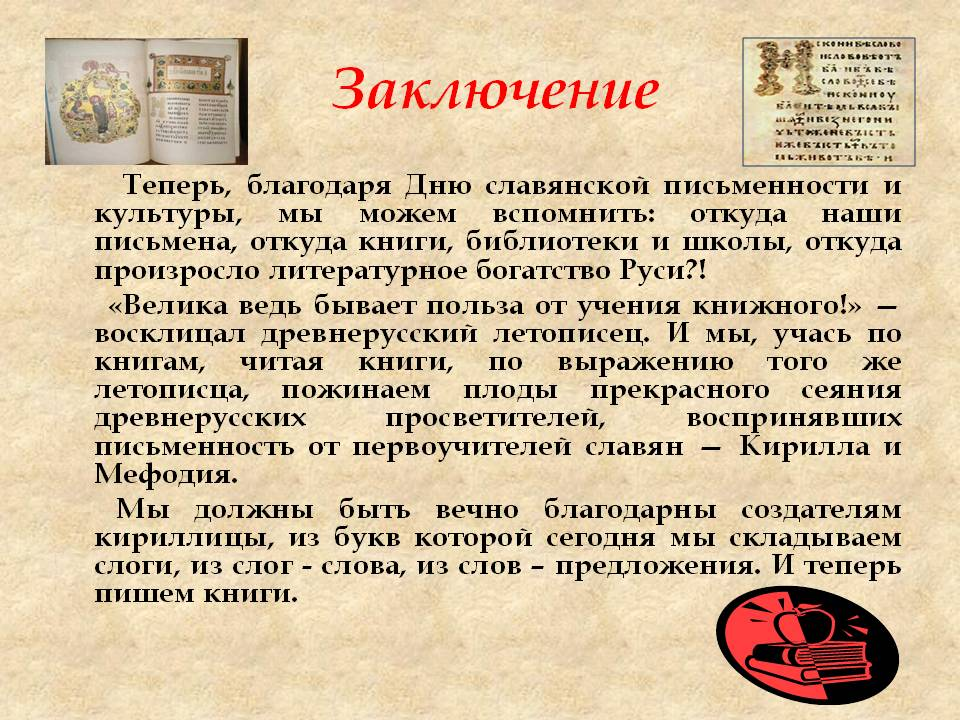 Заключение
Теперь, благодаря Дню славянской письменности и
культуры, мы можем вспомнить: откуда наши
письмена, откуда книги, библиотеки и школы, откуда
произросло литературное богатство Руси?!
«Велика ведь бывает польза от учения книжного!» —
восклицал древнерусский летописец. И мы, учась по
книгам, читая книги, по выражению того же
летописца, пожинаем плоды прекрасного сеяния
древнерусских просветителей, воспринявших
письменность от первоучителей славян — Кирилла и
Мефодия.
Мы должны быть вечно благодарны создателям
кириллицы, из букв которой сегодня мы складываем
слоги, из слог - слова, из слов – предложения. И теперь
пишем книги.